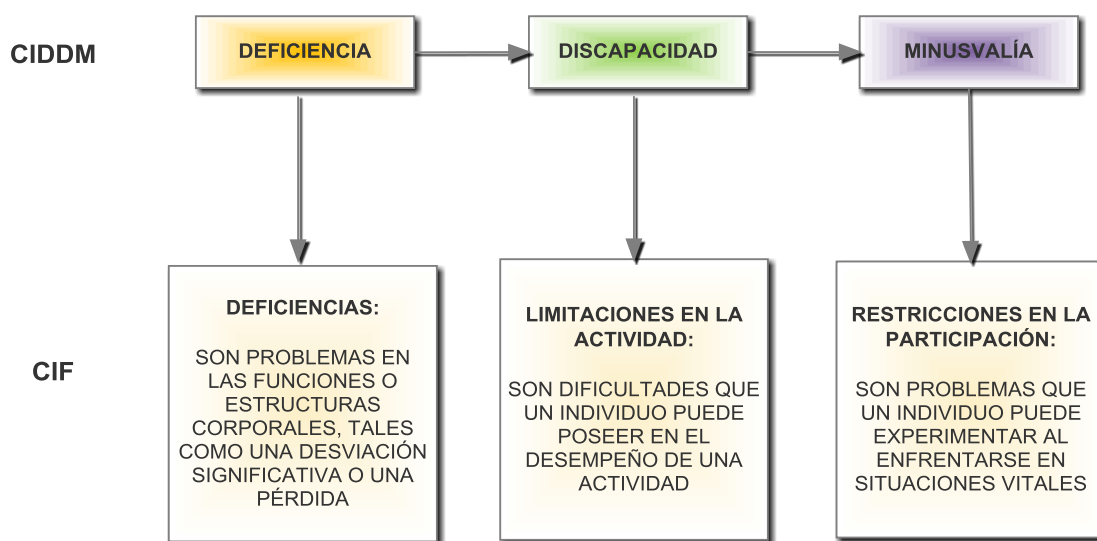 CIDDM
DEFICIENCIA
DISCAPACIDAD
MINUSVALÍA
CIF
DEFICIENCIAS:
SON PROBLEMAS EN
LAS FUNCIONES O
ESTRUCTURAS
CORPORALES, TALES
COMO UNA DESVIACIÓN
SIGNIFICATIVA O UNA
PÉRDIDA
LIMITACIONES EN LA
ACTIVIDAD:
SON DIFICULTADES QUE
UN INDIVIDUO PUEDE
POSEER EN EL
DESEMPEÑO DE UNA
ACTIVIDAD
RESTRICCIONES EN LA
PARTICIPACIÓN:
SON PROBLEMAS QUE
UN INDIVIDUO PUEDE
EXPERIMENTAR AL
ENFRENTARSE EN
SITUACIONES VITALES